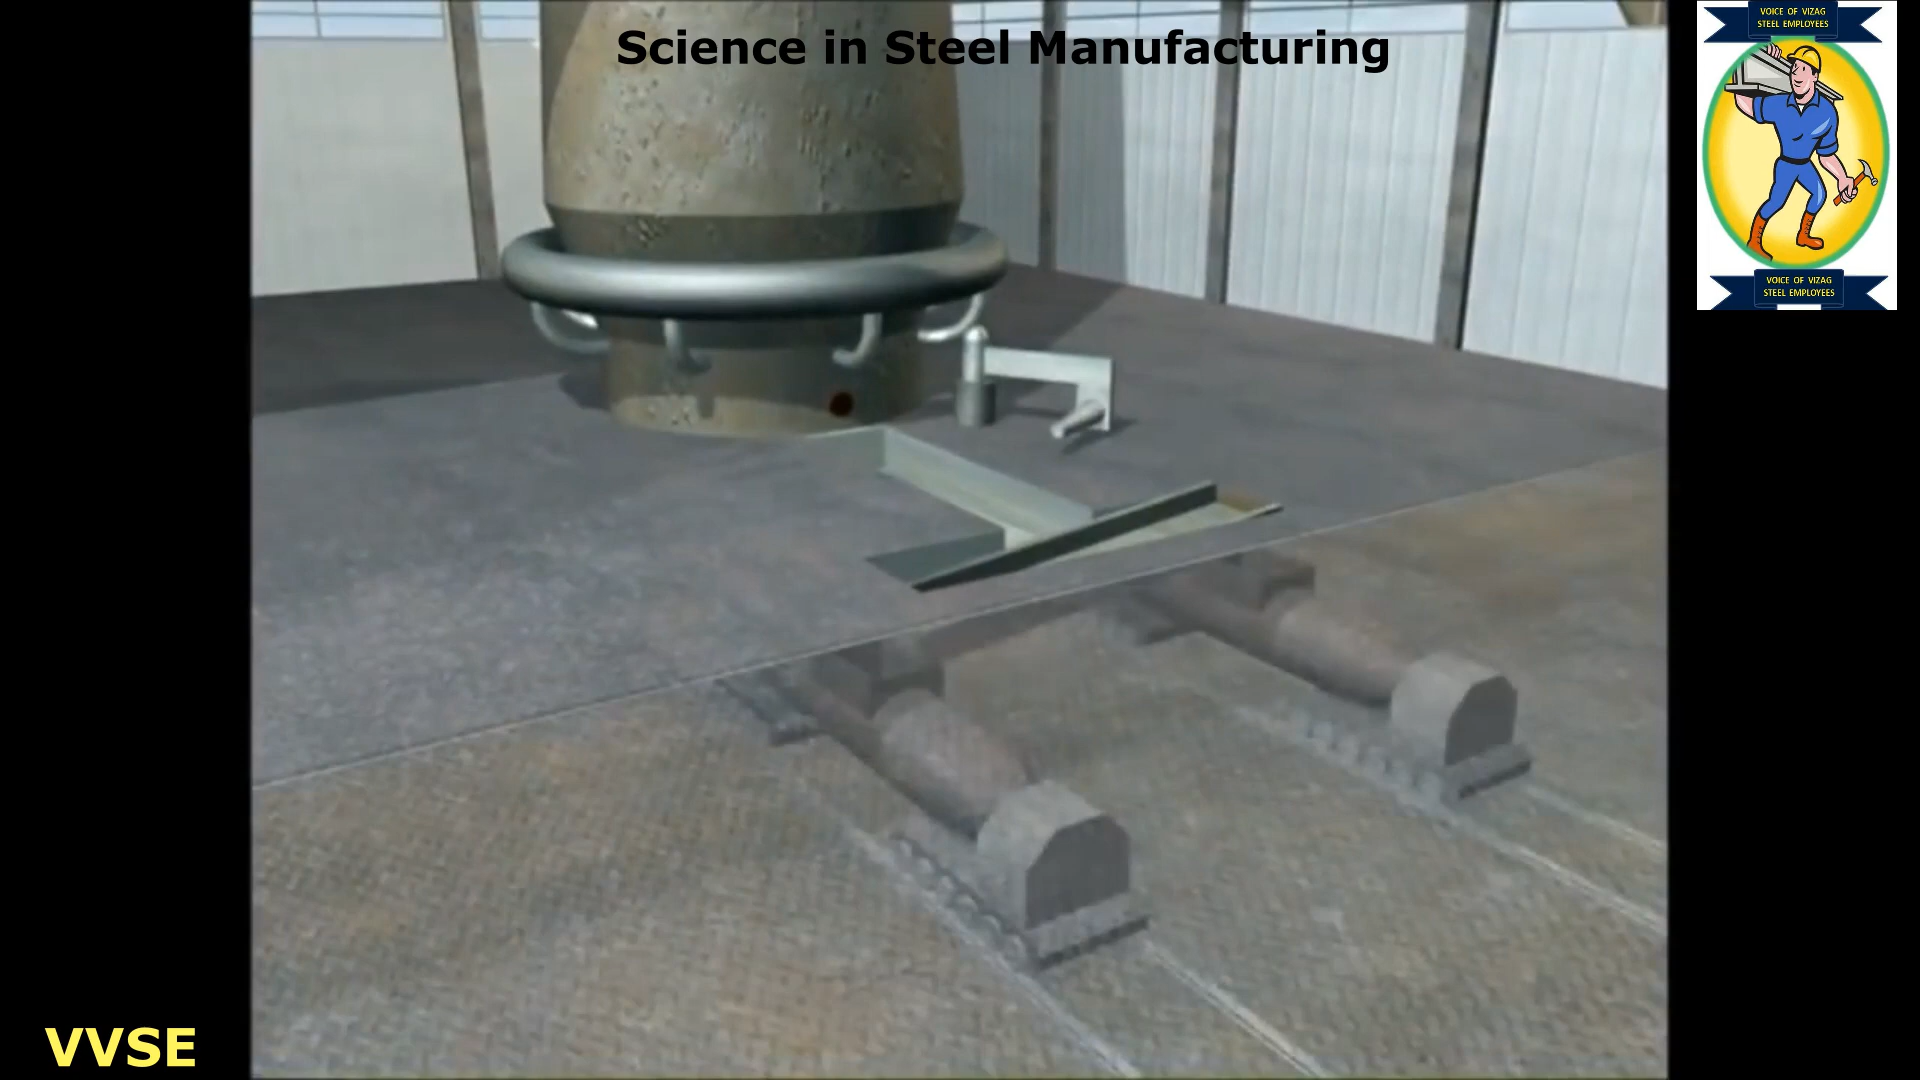 Science in Steel Manufacturing
VOICE OF VIZAG
STEEL EMPLOYEES
VOICE OF VIZAG
STEEL EMPLOYEES
VVSE